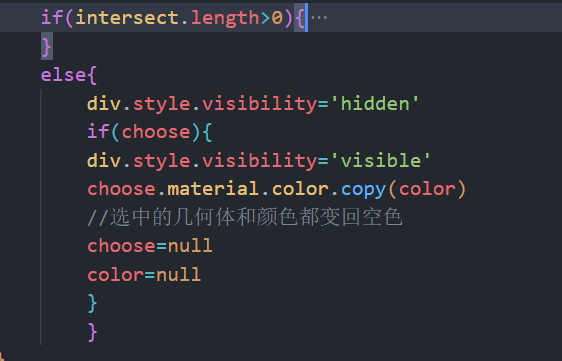 if(intersect.length>0){…
}
else{
div.style.visibility='hidden'
if(choose){
div.style.visibility='visible'
choose.material.color.copy(color)
//选中的几何体和颜色都变回空色
choose=null
color=null
}
}